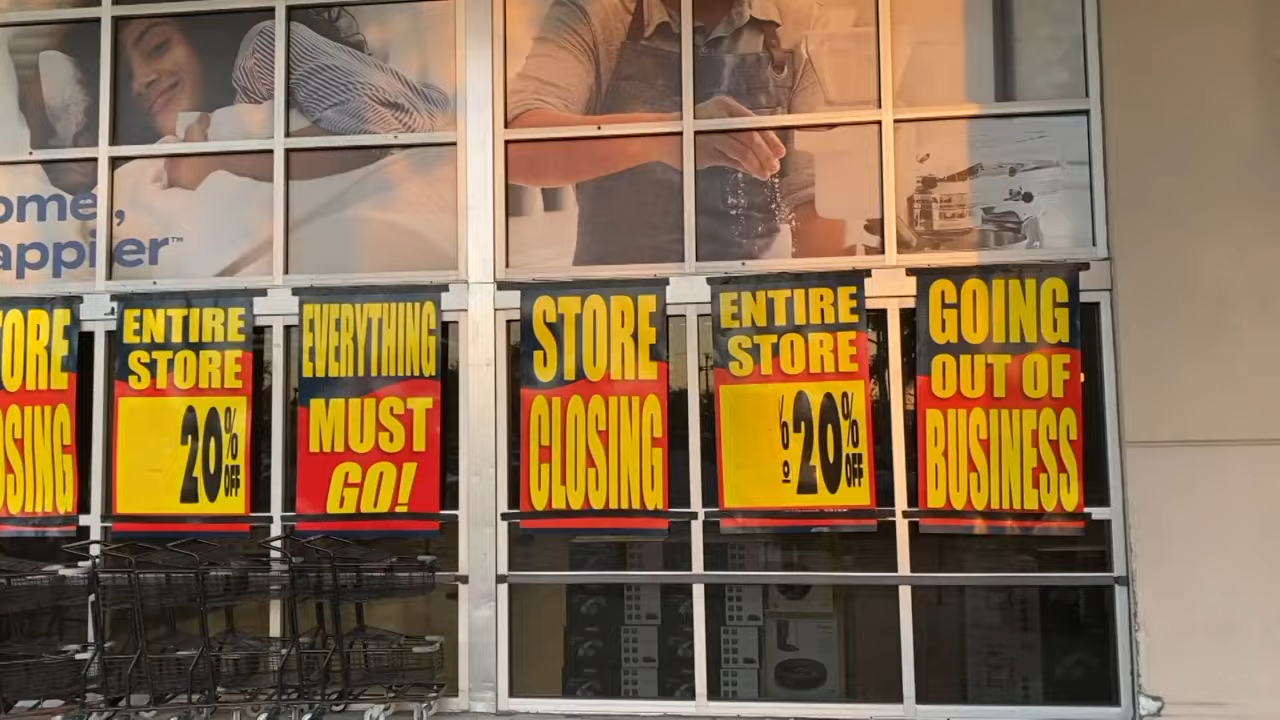 ome,
appier™
ORE
OSING
ENTIRE
STORE
20% OFF
EVERYTHING
MUST
GO!
STORE
CLOSING
ENTIRE
STORE
20% OFF
GOING
OUT OF
BUSINESS